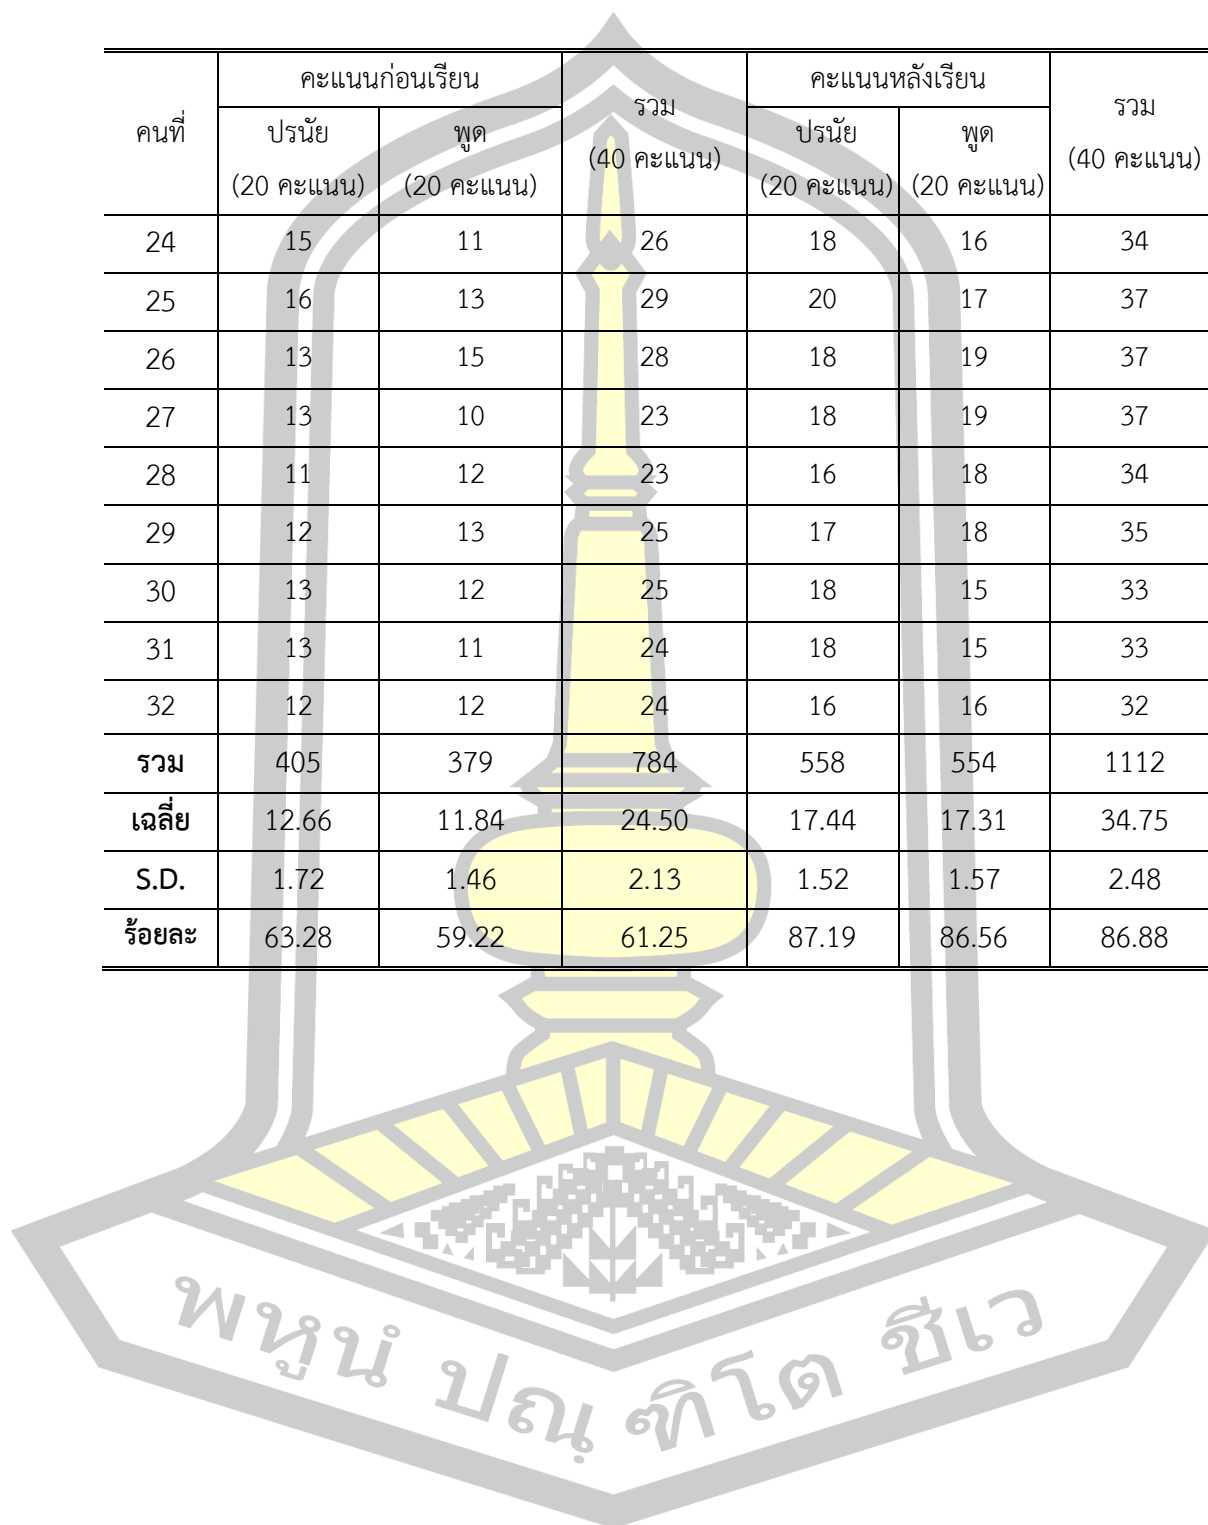 คนที่ คะแนนก่อนเรียน รวม (40 คะแนน) คะแนนหลังเรียน รวม (40 คะแนน)
ปรนัย (20 คะแนน) พูด (20 คะแนน) ปรนัย (20 คะแนน) พูด (20 คะแนน)
24 15 11 26 18 16 34
25 16 13 29 20 17 37
26 13 15 28 18 19 37
27 13 10 23 18 19 37
28 11 12 23 16 18 34
29 12 13 25 17 18 35
30 13 12 25 18 15 33
31 13 11 24 18 15 33
32 12 12 24 16 16 32
รวม 405 379 784 558 554 1112
เฉลี่ย 12.66 11.84 24.50 17.44 17.31 34.75
S.D. 1.72 1.46 2.13 1.52 1.57 2.48
ร้อยละ 63.28 59.22 61.25 87.19 86.56 86.88
พหูนํ ปณฺฑิโต ชีเว